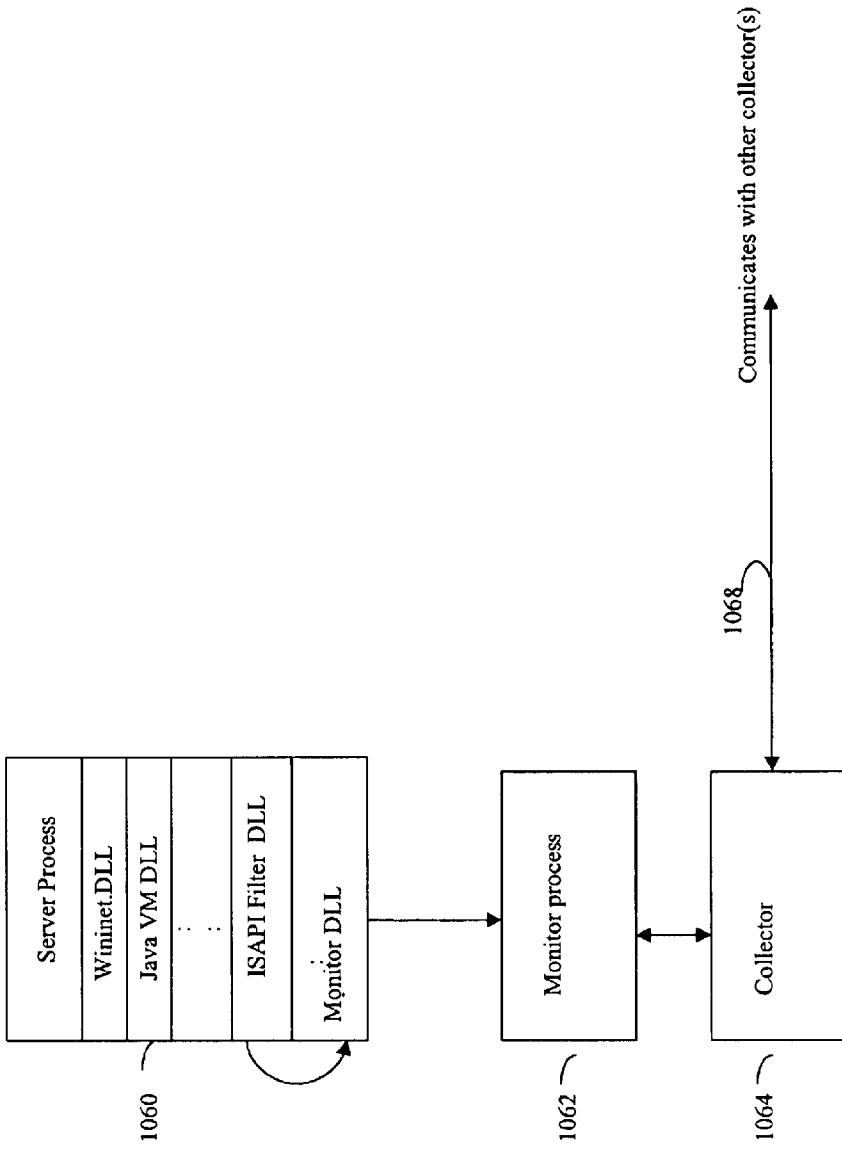 Server Process
Wininet.DLL
Java VM DLL
: :
ISAPI Filter DLL
Monitor DLL
1060
Monitor process
1062
Collector
1064
1068
Communicates with other collector(s)